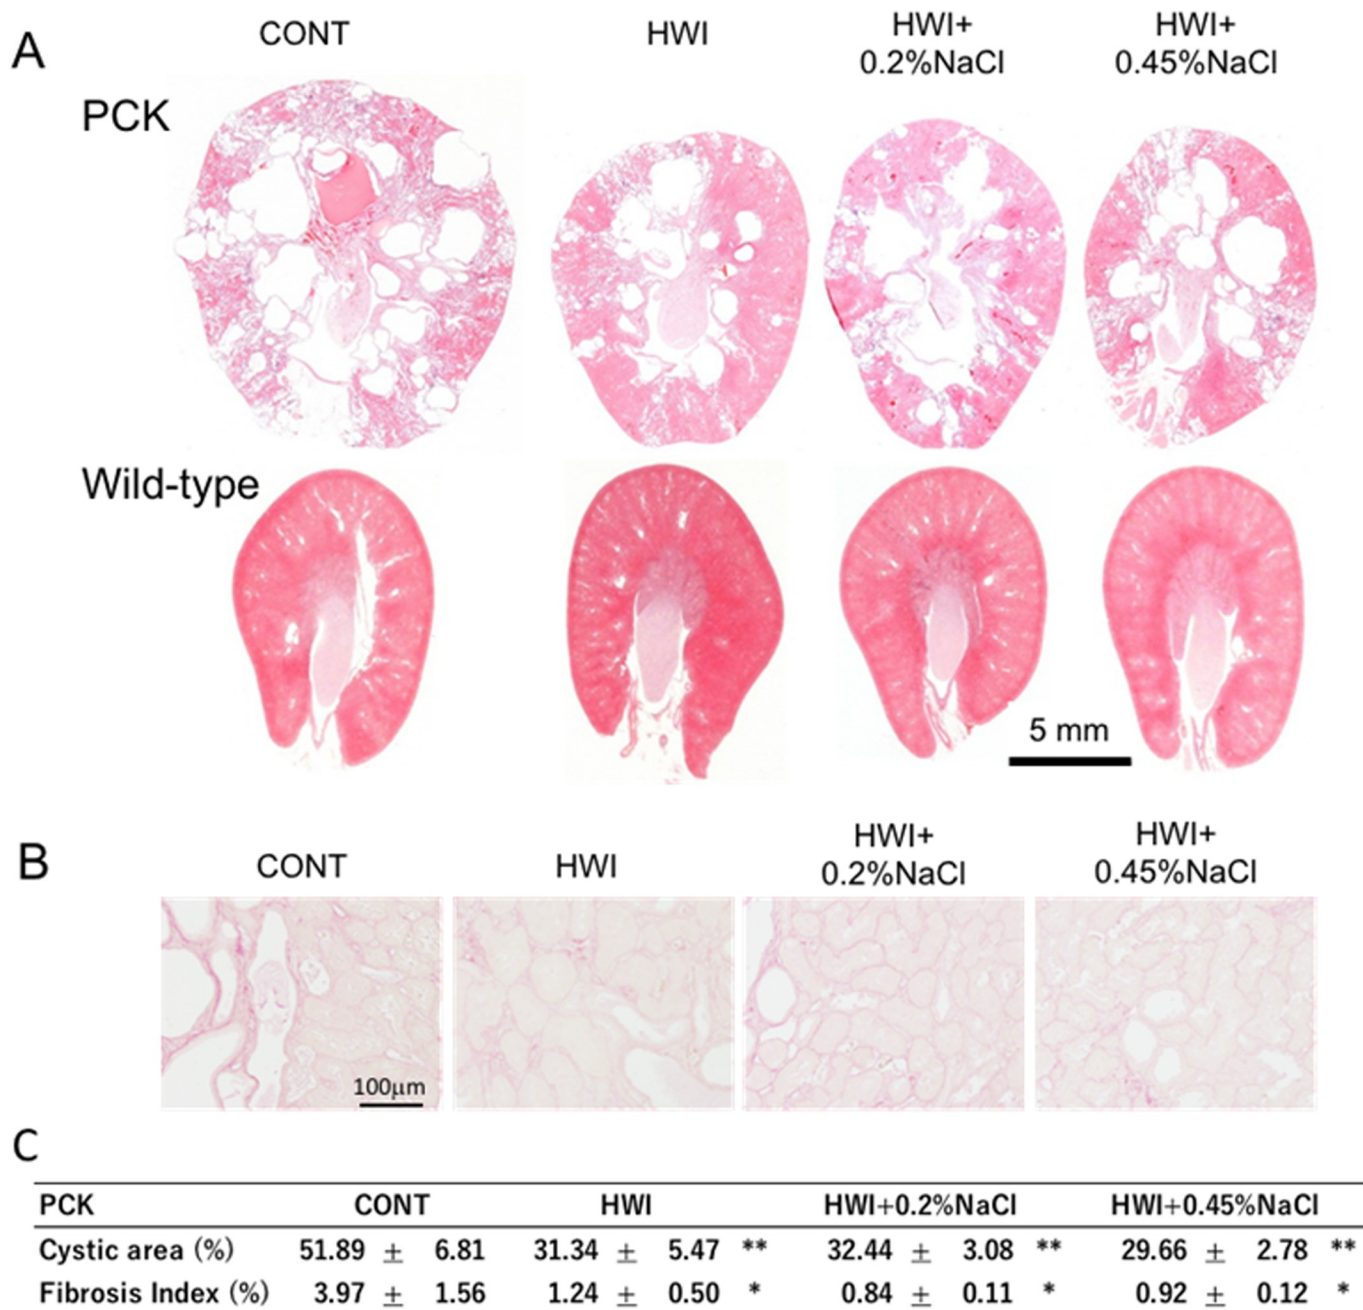 A
CONT
HWI
HWI+
0.2%NaCl
HWI+
0.45%NaCl
PCK
Wild-type
5 mm
B
CONT
HWI
HWI+
0.2%NaCl
HWI+
0.45%NaCl
100μm
C
PCK CONT HWI HWI+0.2%NaCl HWI+0.45%NaCl
Cystic area (%) 51.89 ± 6.81 31.34 ± 5.47 ** 32.44 ± 3.08 ** 29.66 ± 2.78 **
Fibrosis Index (%) 3.97 ± 1.56 1.24 ± 0.50 * 0.84 ± 0.11 * 0.92 ± 0.12 *